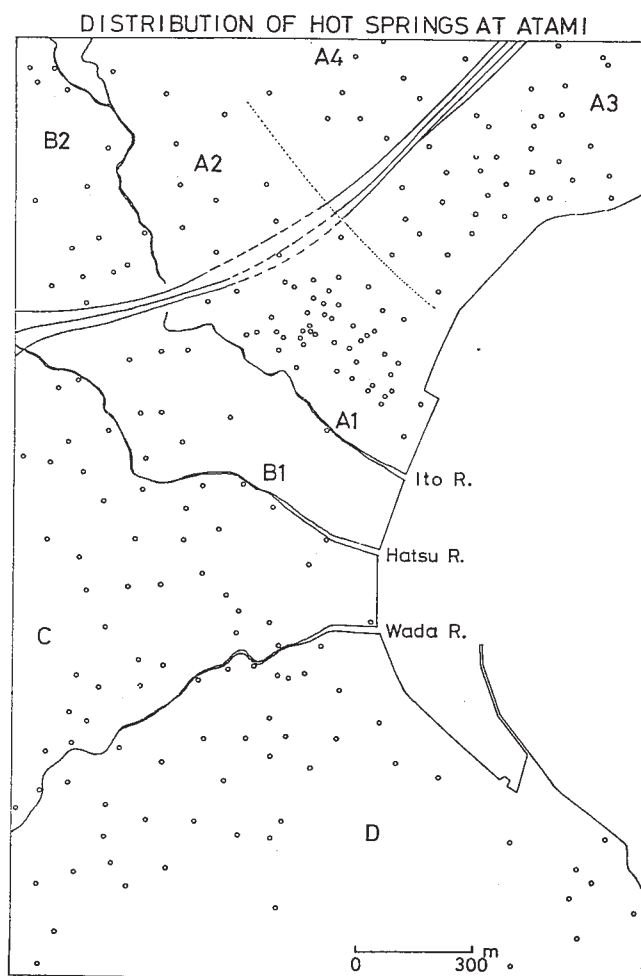 DISTRIBUTION OF HOT SPRINGS AT ATAMI
A4
A3
B2
A2
A1
Ito R.
B1
Hatsu R.
C
Wada R.
D
0 300 m